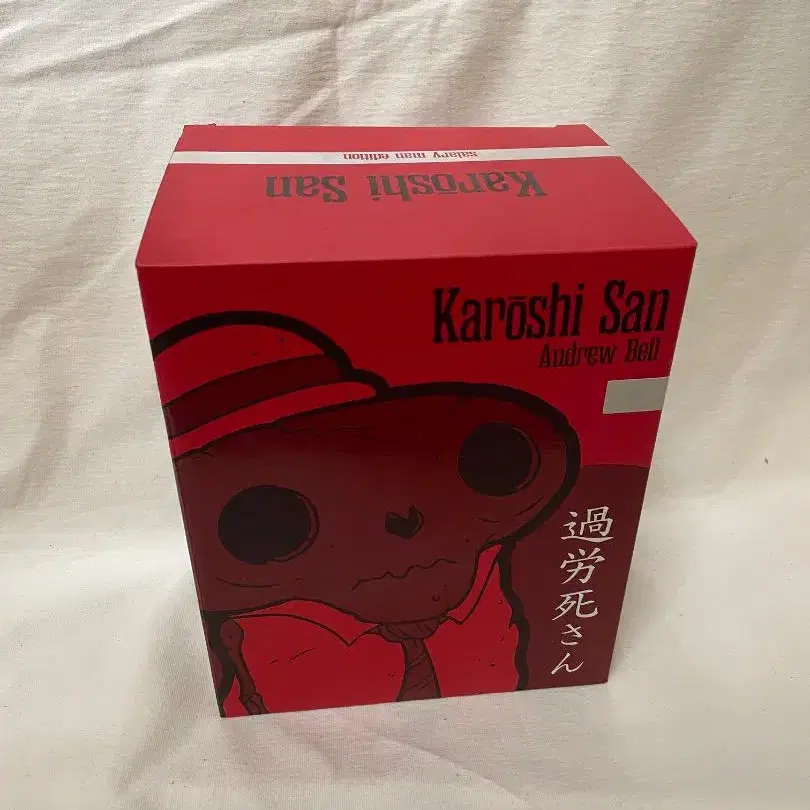 salary man edition
Karōshi San
Karōshi San
Andrew Bell
過労死さん